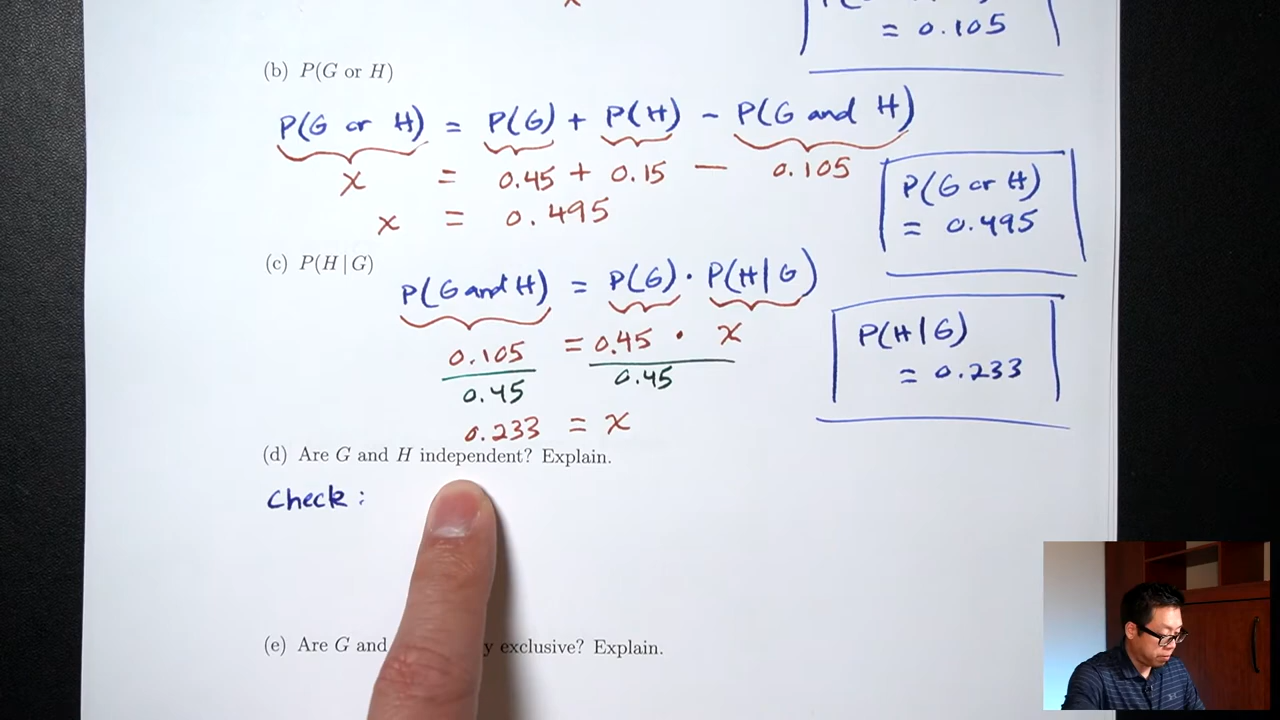 = 0.105
(b) P(G or H)
P(G or H) = P(G) + P(H) - P(G and H)
x = 0.45 + 0.15 — 0.105
x = 0.495
P(G or H)
= 0.495
(c) P(H | G)
P(G and H) = P(G) · P(H | G)
0.105 = 0.45 · x
0.45 0.45
0.233 = x
P(H | G)
= 0.233
(d) Are G and H independent? Explain.
Check :
(e) Are G and y exclusive? Explain.